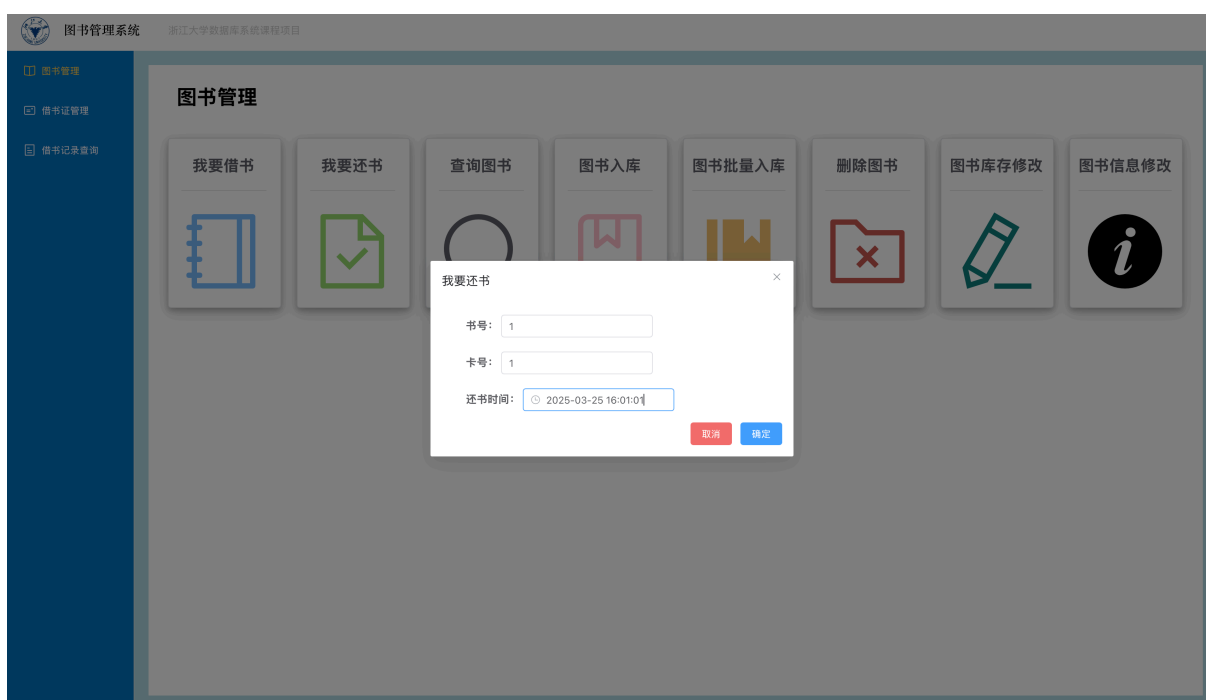 图书管理系统 浙江大学数据库系统课程项目
图书管理
借书证管理
借书记录查询
图书管理
我要借书 我要还书 查询图书 图书入库 图书批量入库 删除图书 图书库存修改 图书信息修改
我要还书
书号： 1
卡号： 1
还书时间： 2025-03-25 16:01:01
取消 确定